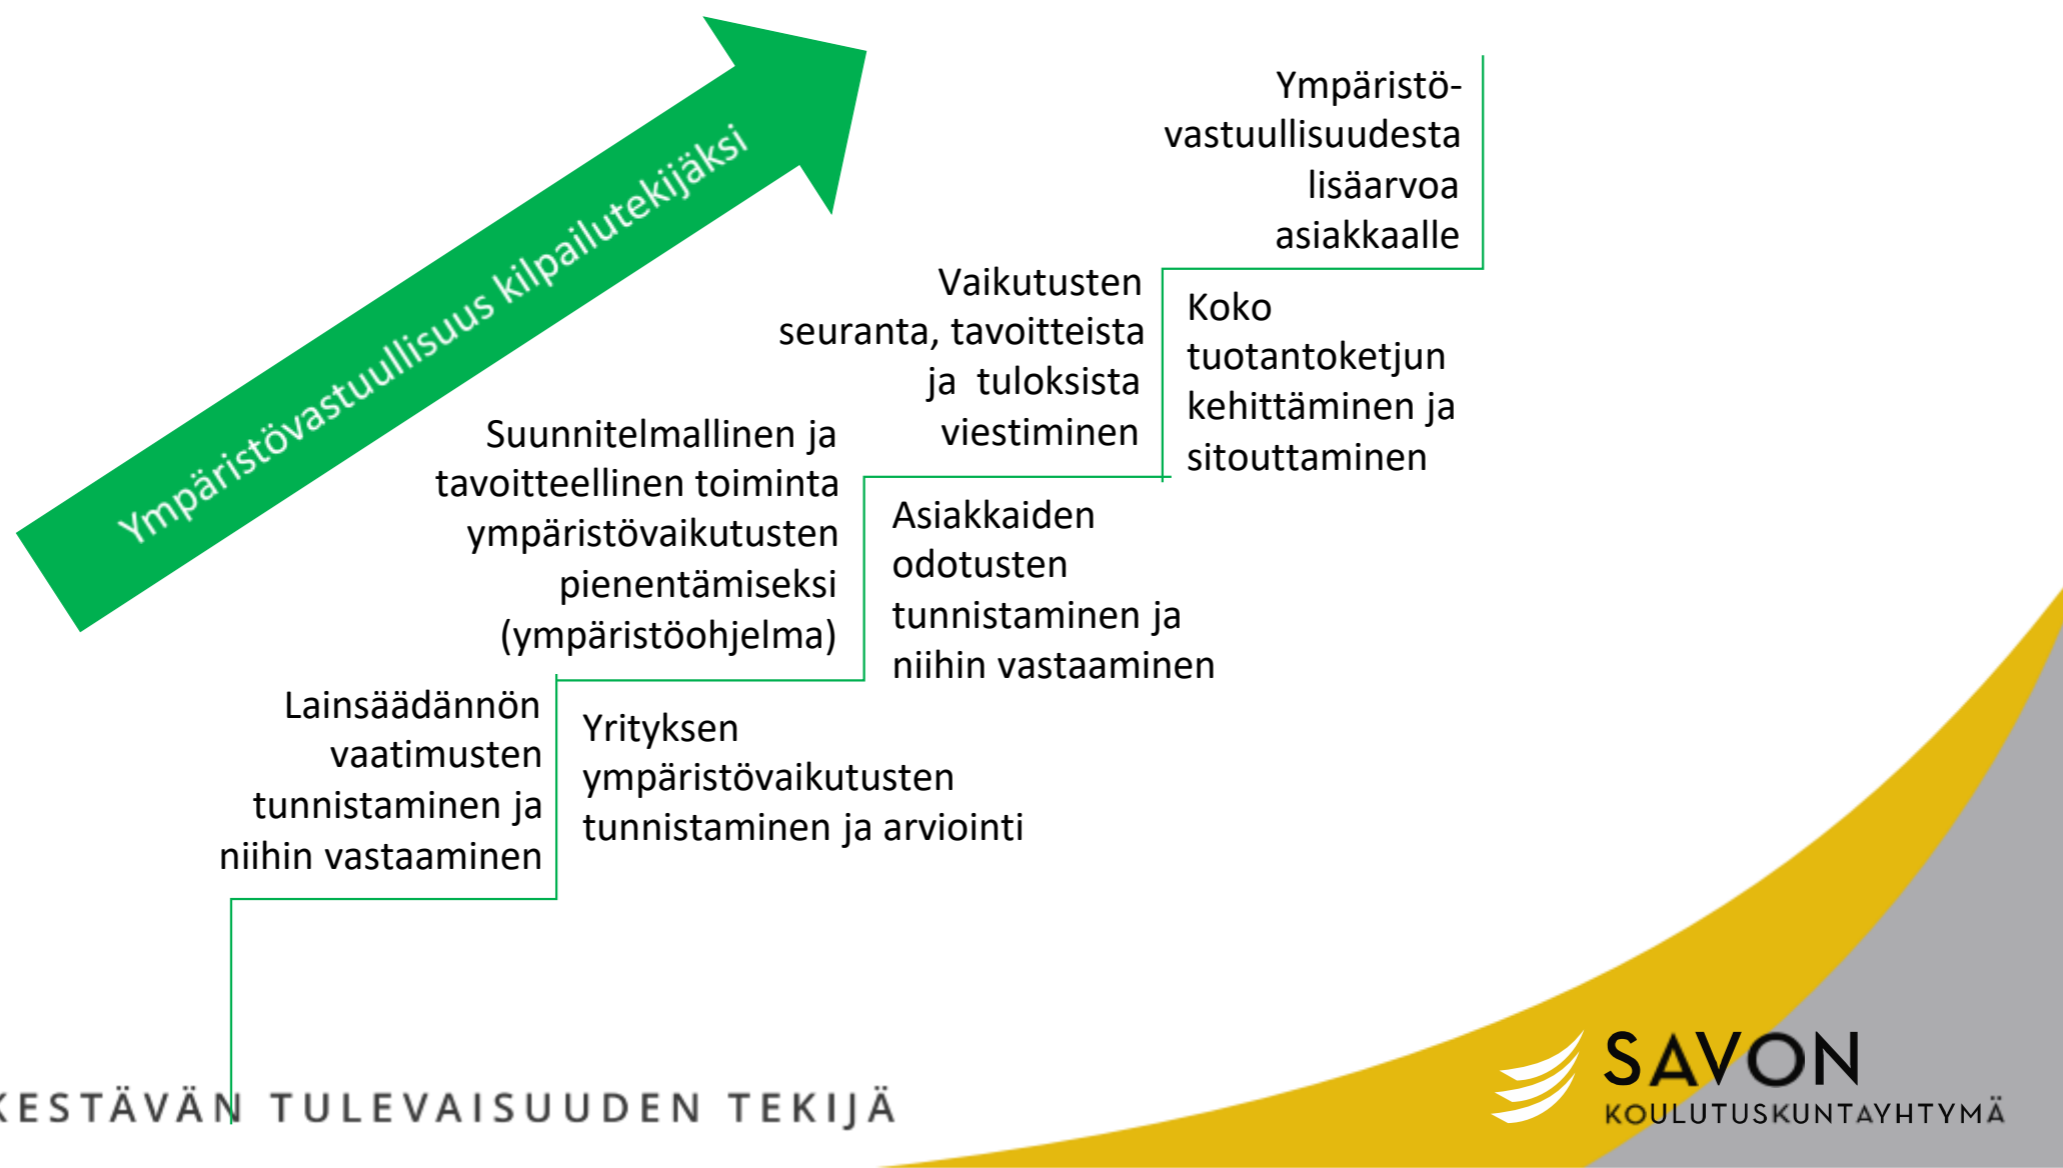 Ympäristövastuullisuus kilpailutekijäksi
Ympäristö-
vastuullisuudesta
lisäarvoa
asiakkaalle
Vaikutusten
seuranta, tavoitteista
ja tuloksista
viestiminen
Koko
tuotantoketjun
kehittäminen ja
sitouttaminen
Suunnitelmallinen ja
tavoitteellinen toiminta
ympäristövaikutusten
pienentämiseksi
(ympäristöohjelma)
Asiakkaiden
odotusten
tunnistaminen ja
niihin vastaaminen
Lainsäädännön
vaatimusten
tunnistaminen ja
niihin vastaaminen
Yrityksen
ympäristövaikutusten
tunnistaminen ja arviointi
KESTÄVÄN TULEVAISUUDEN TEKIJÄ
SAVON
KOULUTUSKUNTAYHTYMÄ